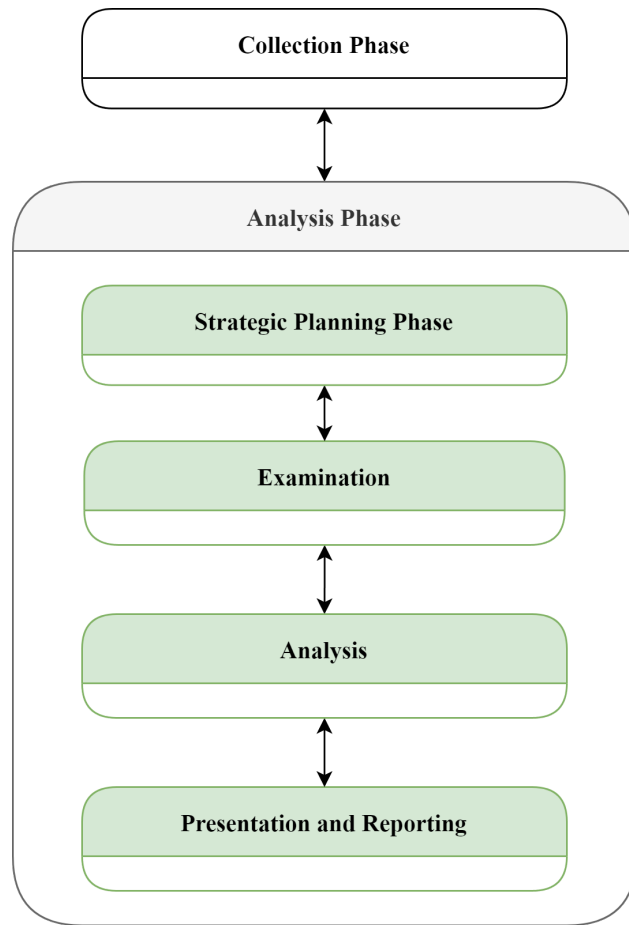 Collection Phase
Analysis Phase
Strategic Planning Phase
Examination
Analysis
Presentation and Reporting